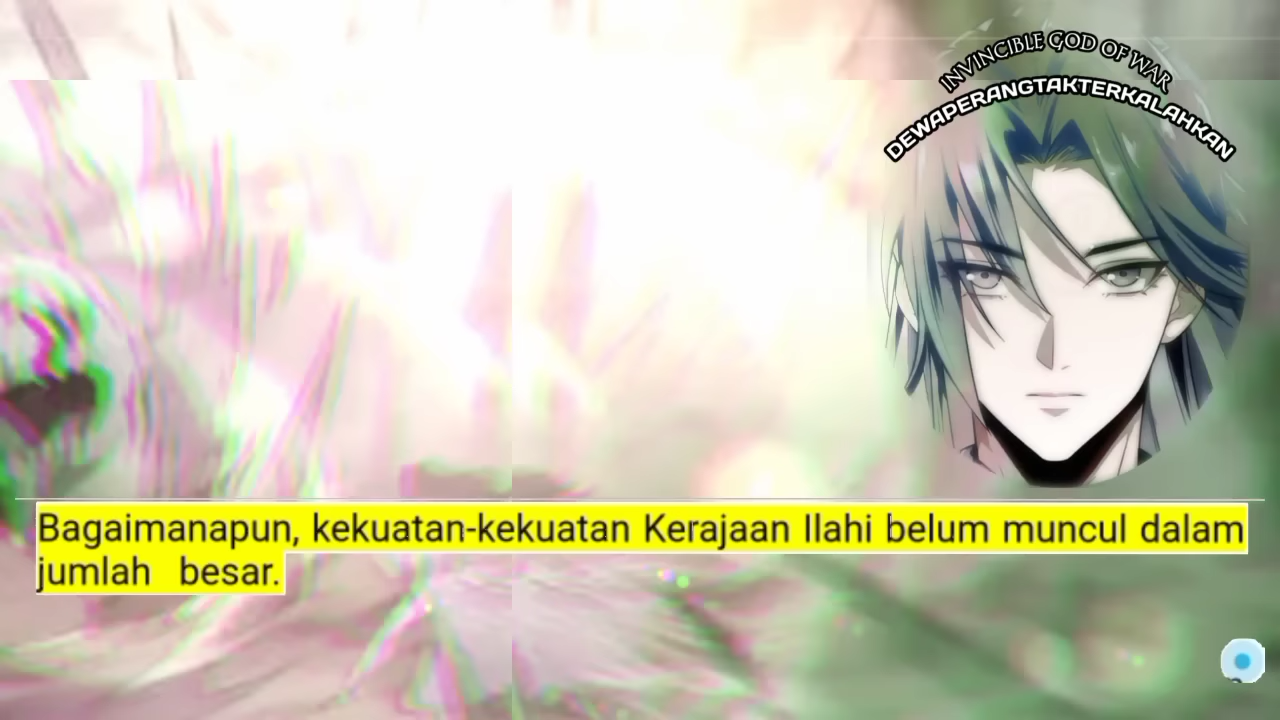 INVINCIBLE GOD OF WAR
DEWAPERANGTAKTERKALAHKAN
Bagaimanapun, kekuatan-kekuatan Kerajaan Ilahi belum muncul dalam
jumlah besar.